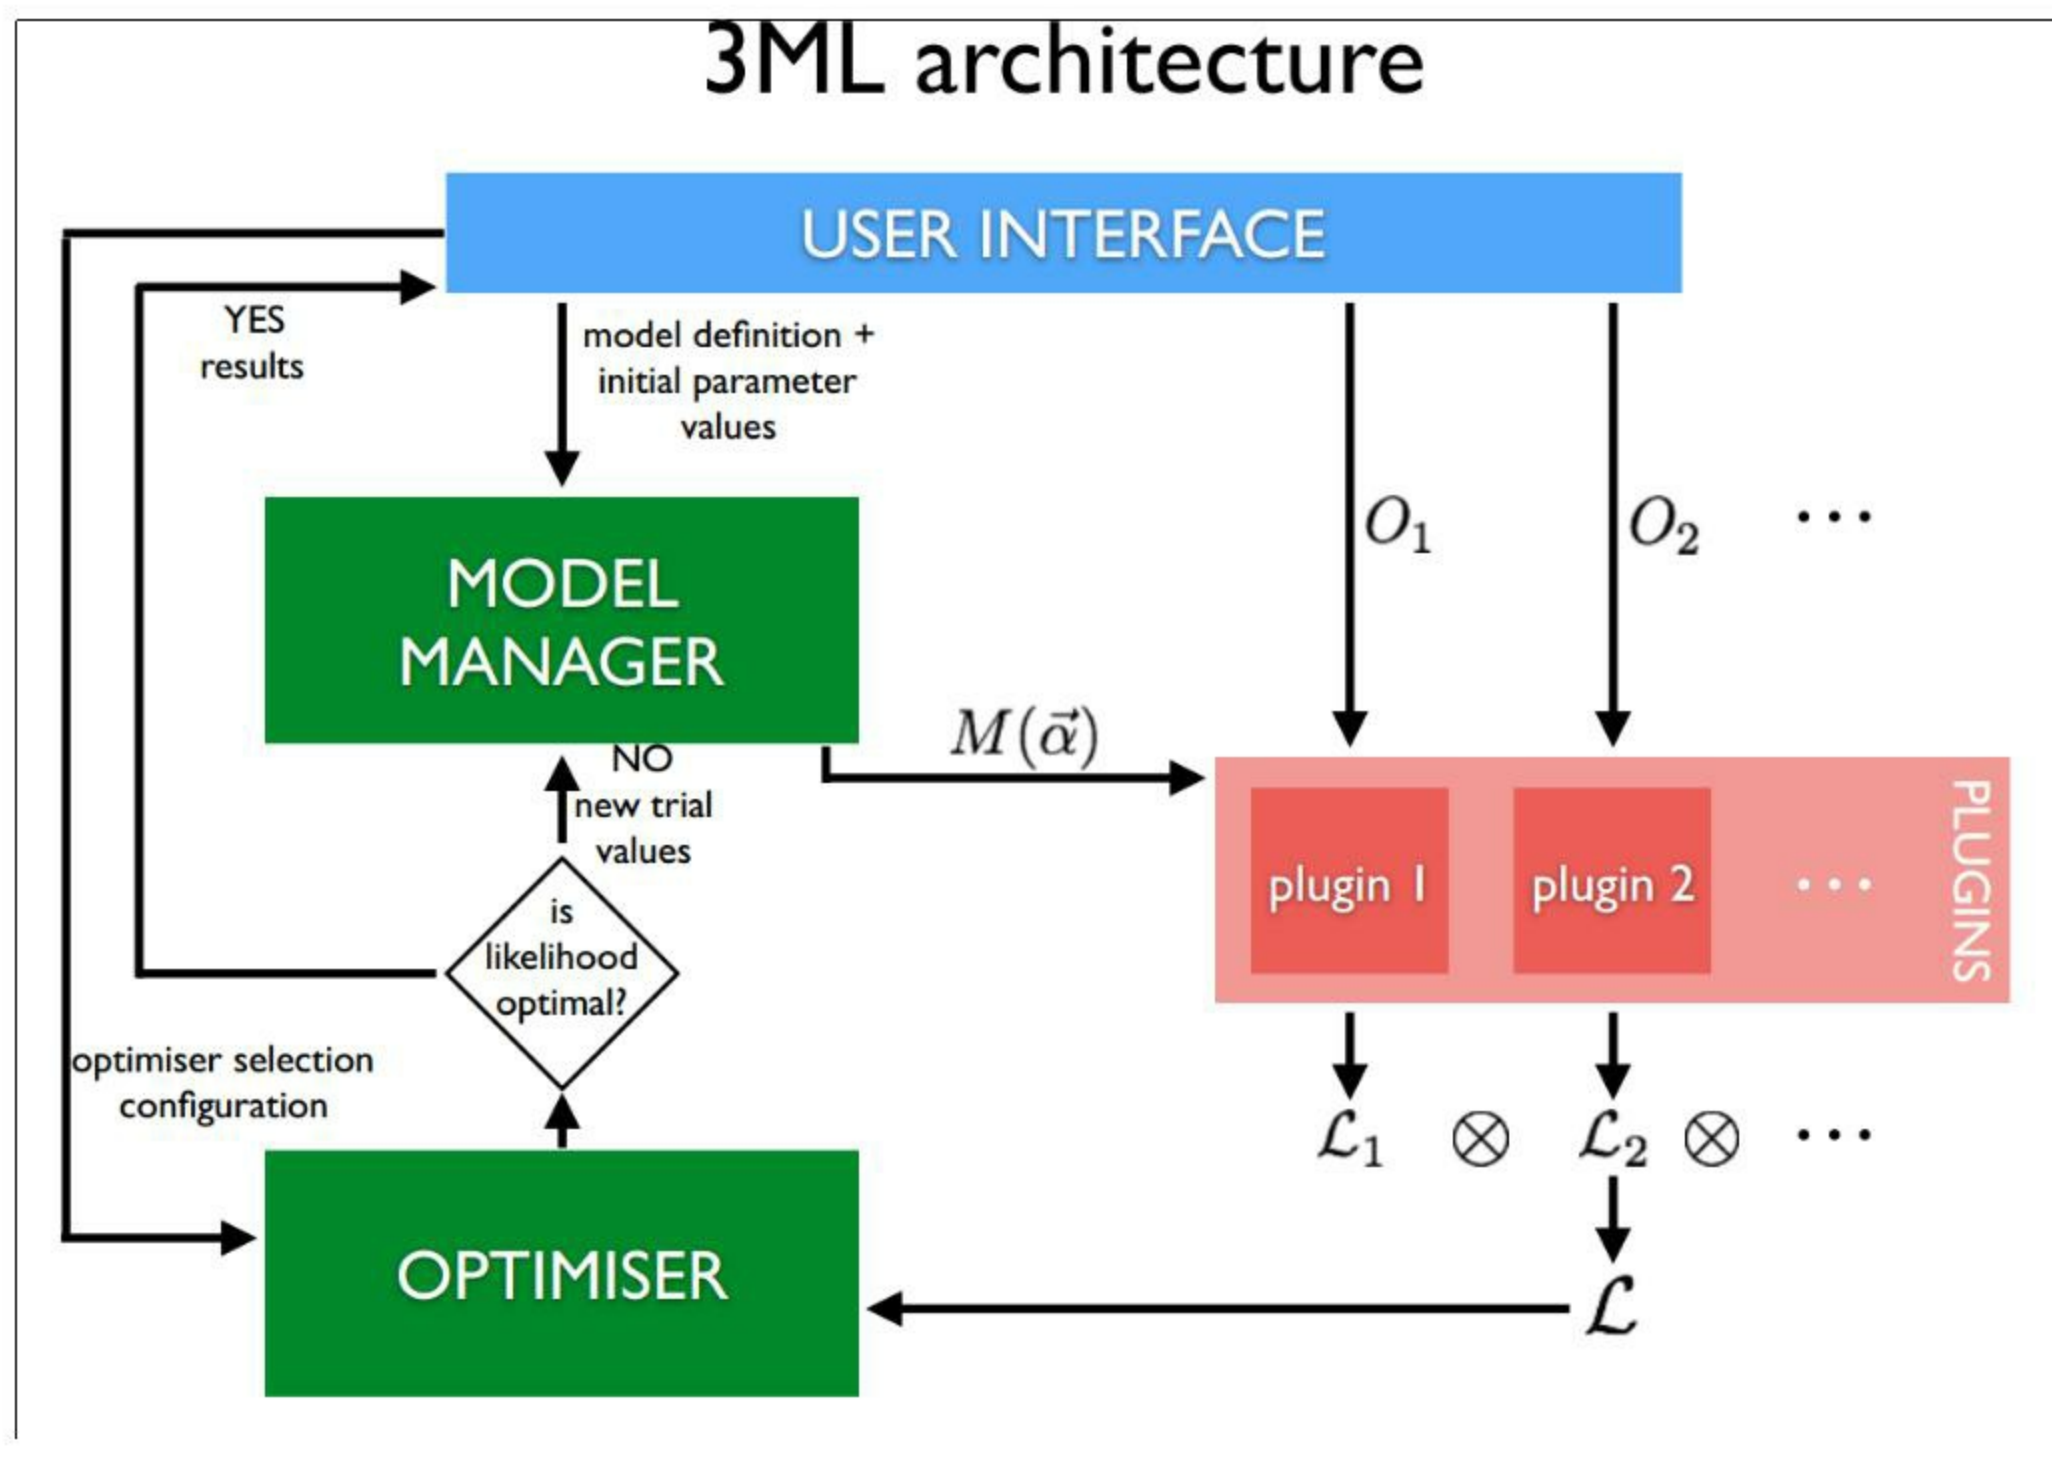 3ML architecture
USER INTERFACE
YES
results
model definition +
initial parameter
values
O₁
O₂
...
MODEL
MANAGER
M(α⃗)
NO
new trial
values
plugin 1
plugin 2
...
PLUGINS
is
likelihood
optimal?
optimiser selection
configuration
ℒ₁ ⊗ ℒ₂ ⊗ ...
OPTIMISER
ℒ